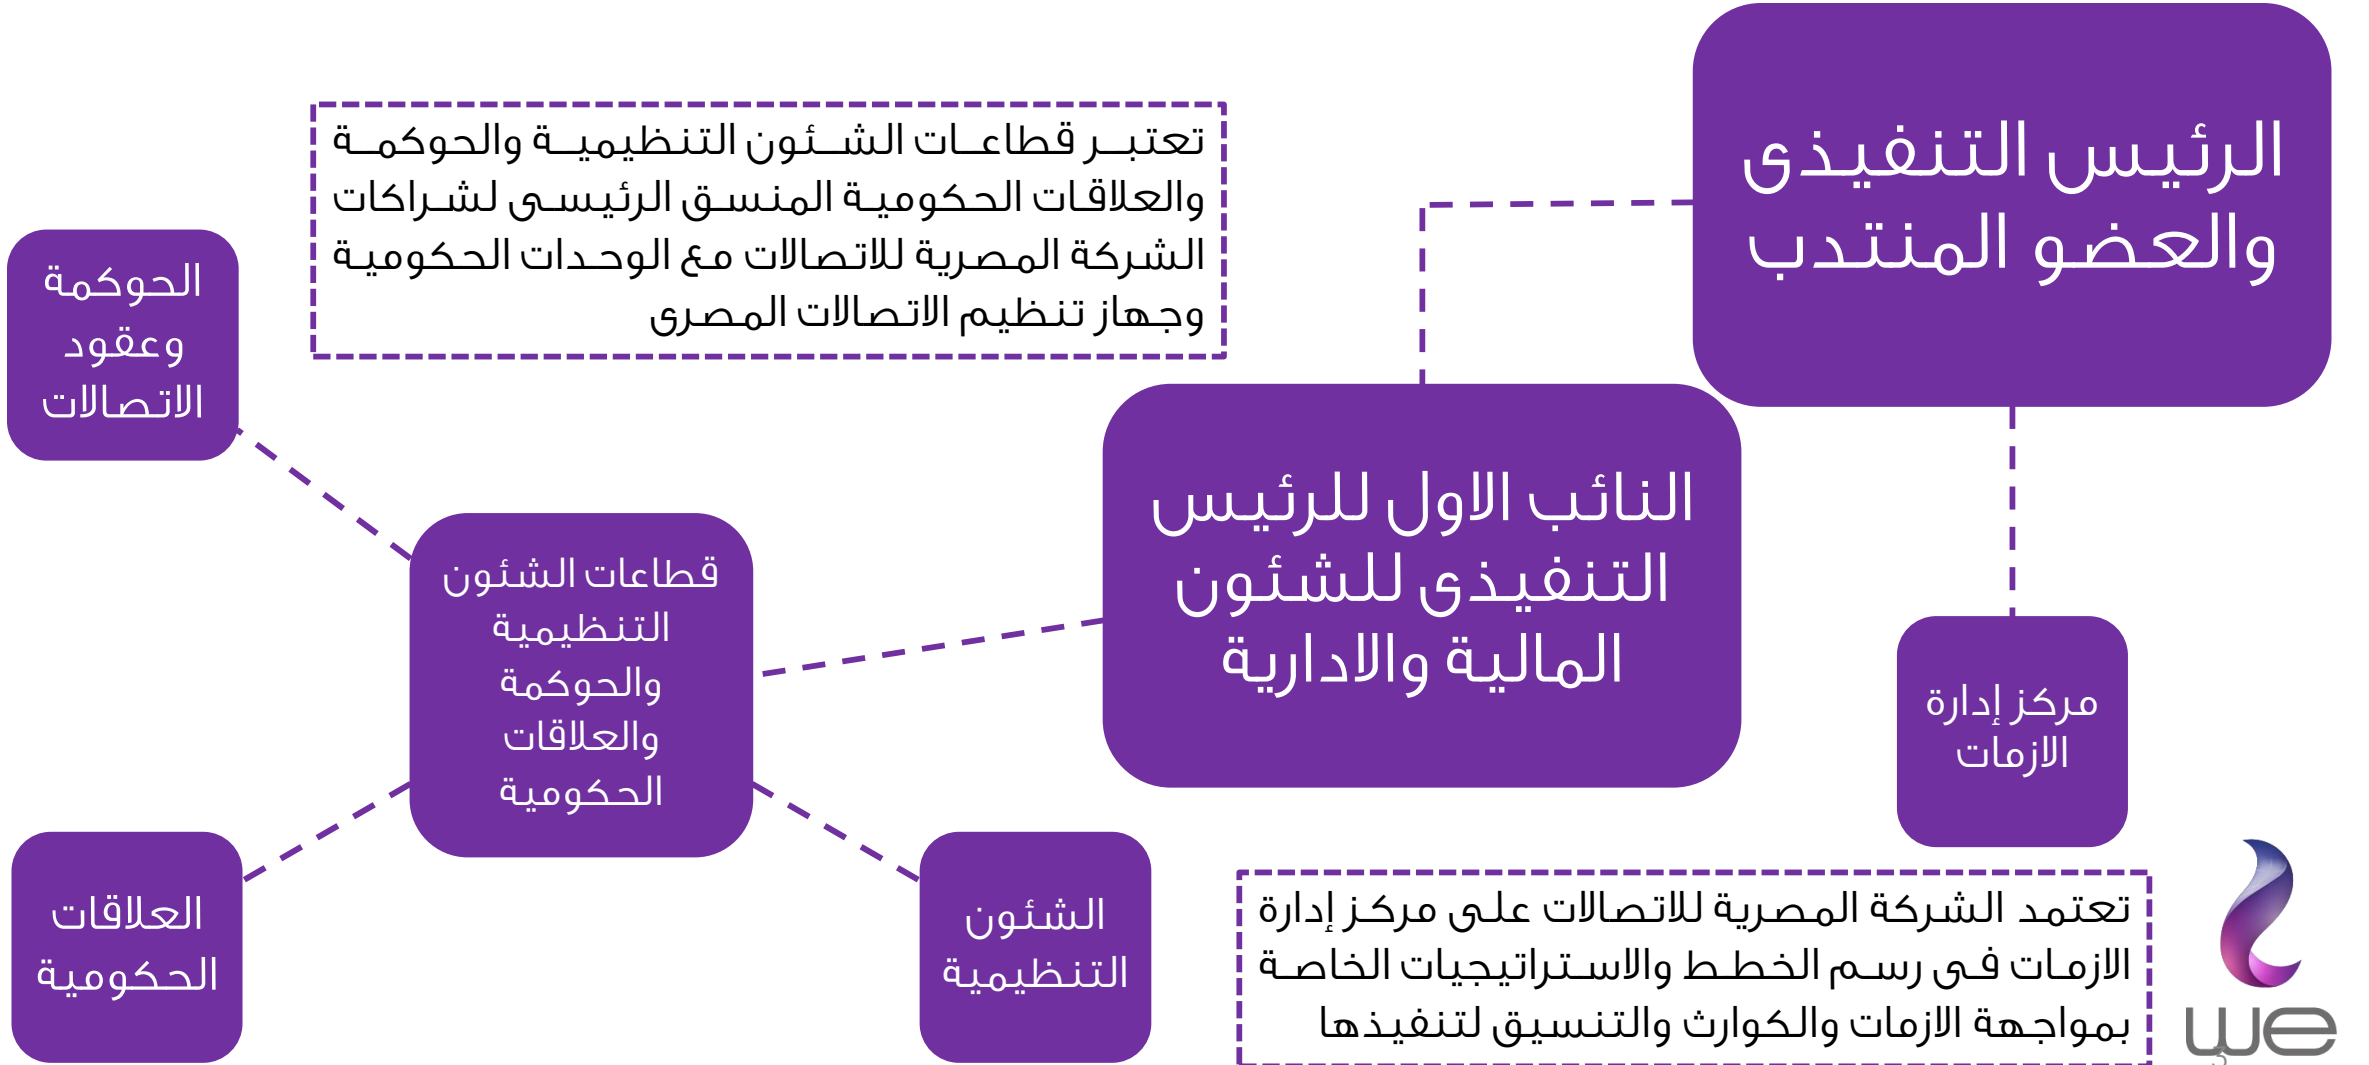 الرئيس التنفيذى
والعضو المنتدب
تعتبر قطاعات الشئون التنظيمية والحوكمة
والعلاقات الحكومية المنسق الرئيسى لشراكات
الشركة المصرية للاتصالات مع الوحدات الحكومية
وجهاز تنظيم الاتصالات المصرى
النائب الاول للرئيس
التنفيذى للشئون
المالية والادارية
الحوكمة
وعقود
الاتصالات
قطاعات الشئون
التنظيمية
والحوكمة
والعلاقات
الحكومية
مركز إدارة
الازمات
الشئون
التنظيمية
العلاقات
الحكومية
تعتمد الشركة المصرية للاتصالات على مركز إدارة
الازمات فى رسم الخطط والاستراتيجيات الخاصة
بمواجهة الازمات والكوارث والتنسيق لتنفيذها
we